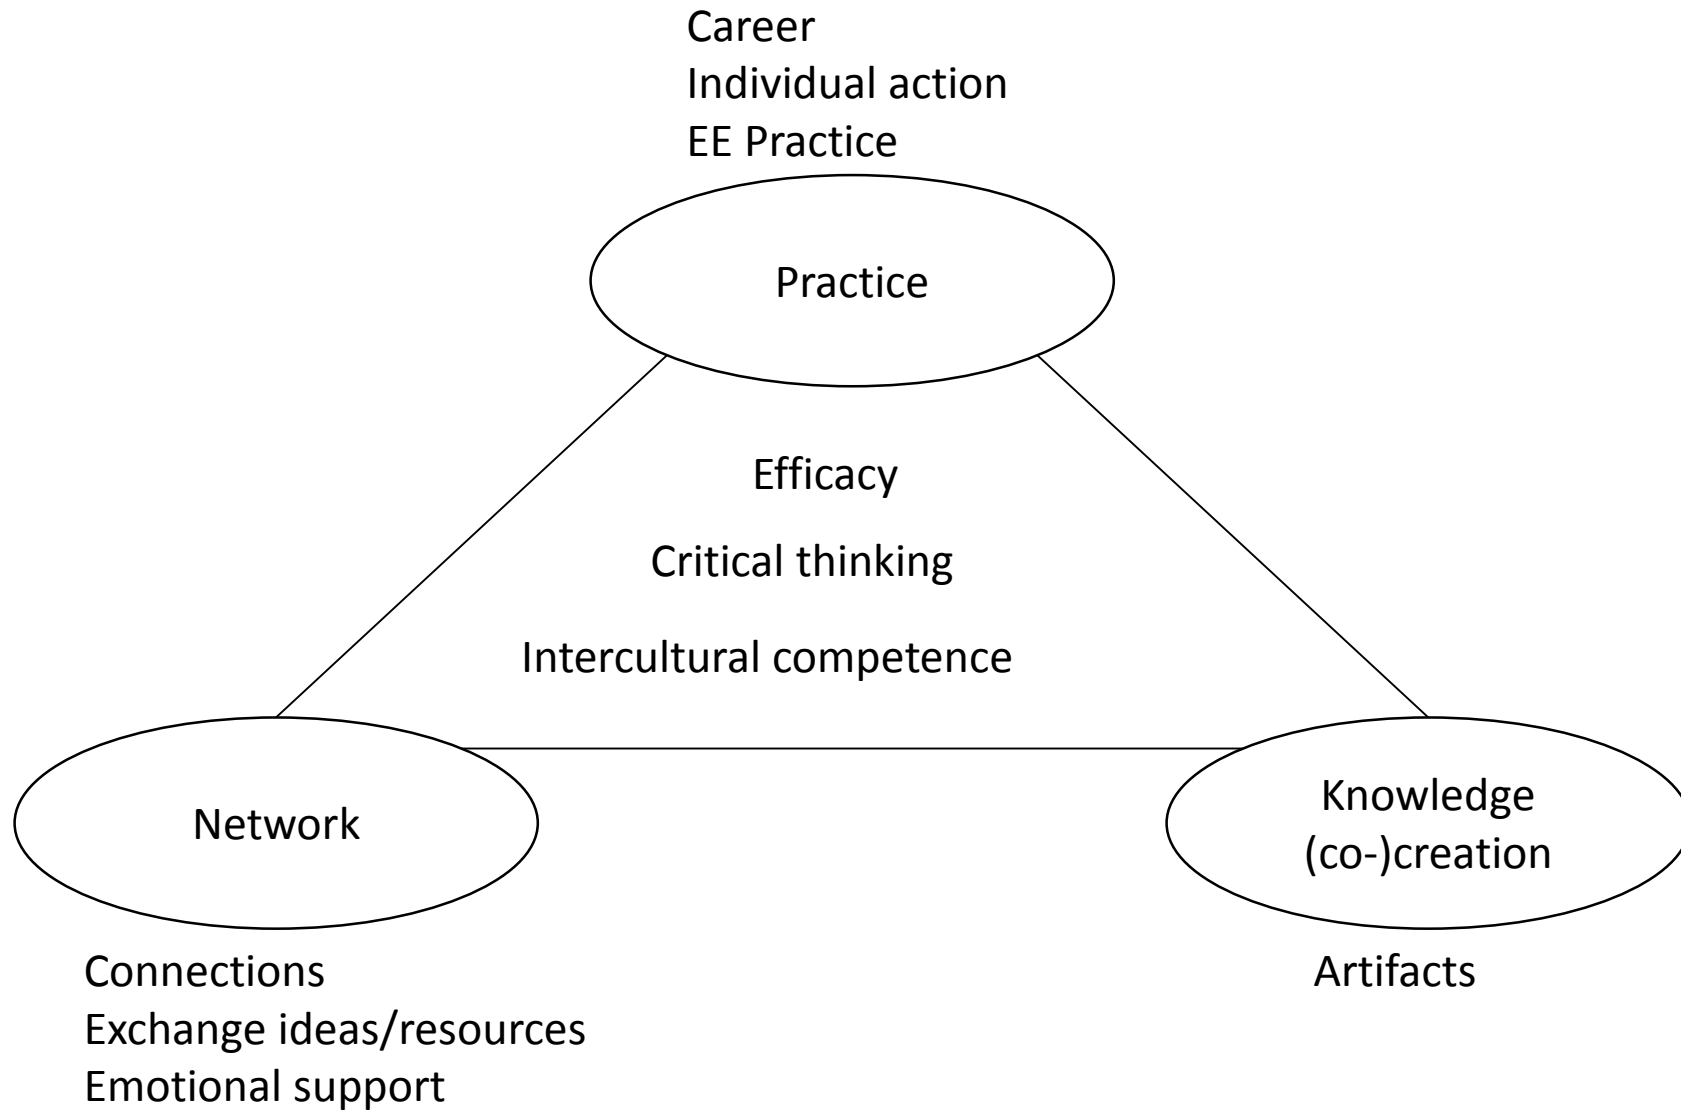 Career
Individual action
EE Practice
Practice
Efficacy
Critical thinking
Intercultural competence
Network
Knowledge
(co-)creation
Connections
Exchange ideas/resources
Emotional support
Artifacts